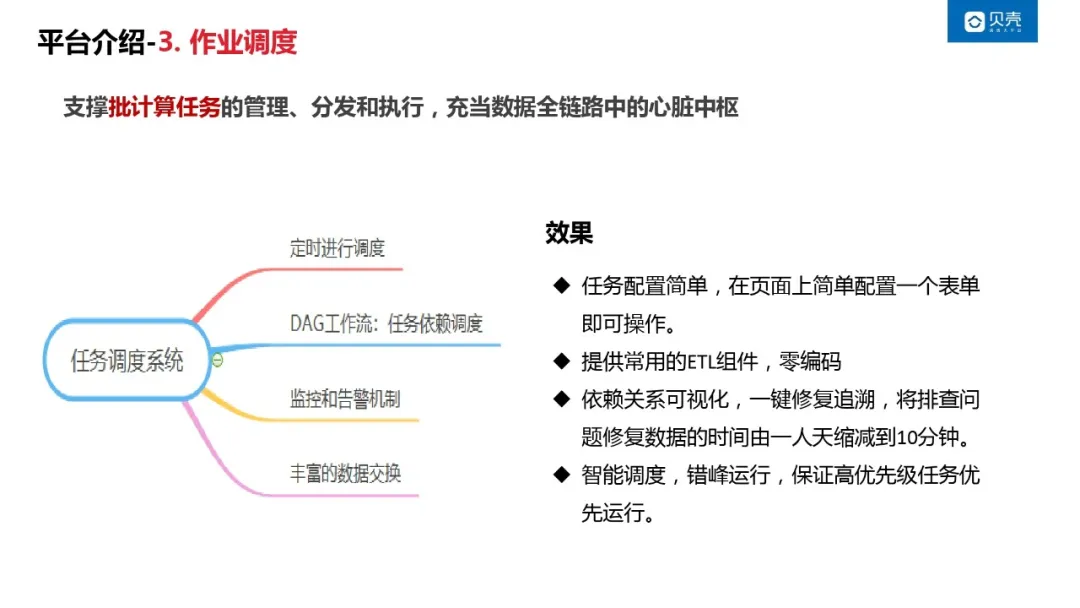 平台介绍-3. 作业调度
贝壳
支撑批计算任务的管理、分发和执行，充当数据全链路中的心脏中枢
任务调度系统
定时进行调度
DAG工作流：任务依赖调度
监控和告警机制
丰富的数据交换
效果
◆ 任务配置简单，在页面上简单配置一个表单
即可操作。
◆ 提供常用的ETL组件，零编码
◆ 依赖关系可视化，一键修复追溯，将排查问
题修复数据的时间由一人天缩减到10分钟。
◆ 智能调度，错峰运行，保证高优先级任务优
先运行。